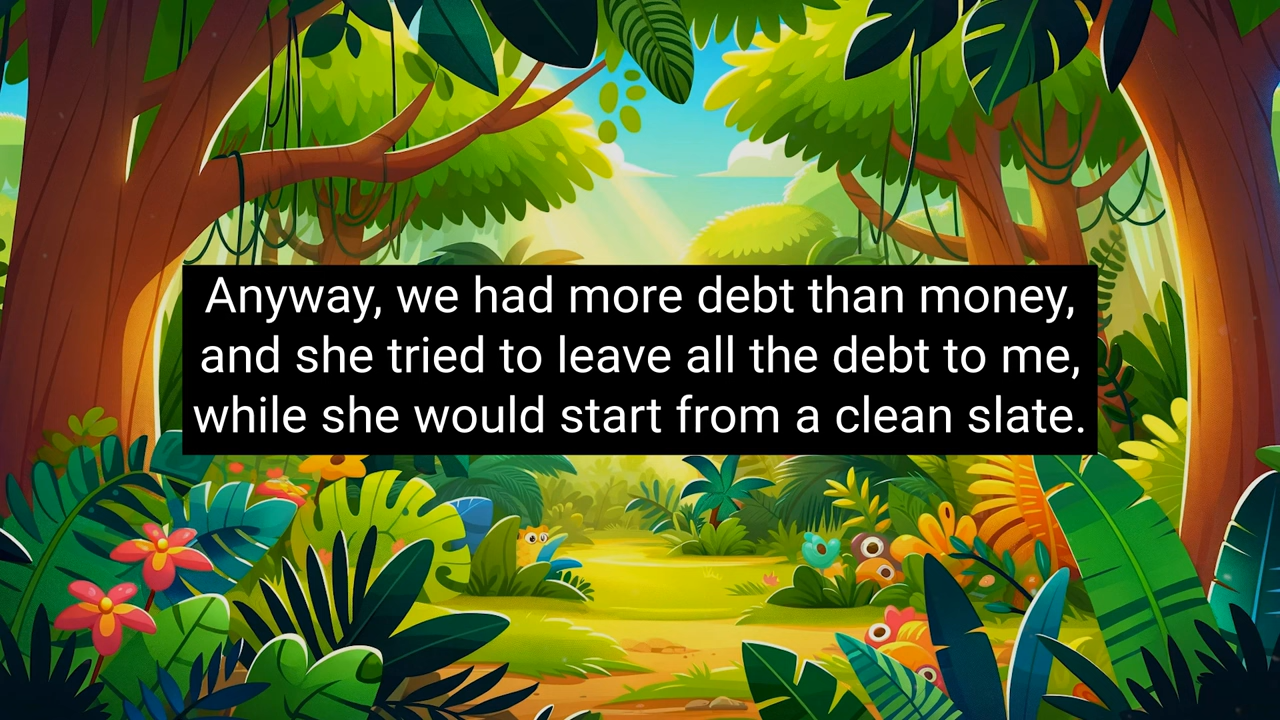 Anyway, we had more debt than money,
and she tried to leave all the debt to me,
while she would start from a clean slate.